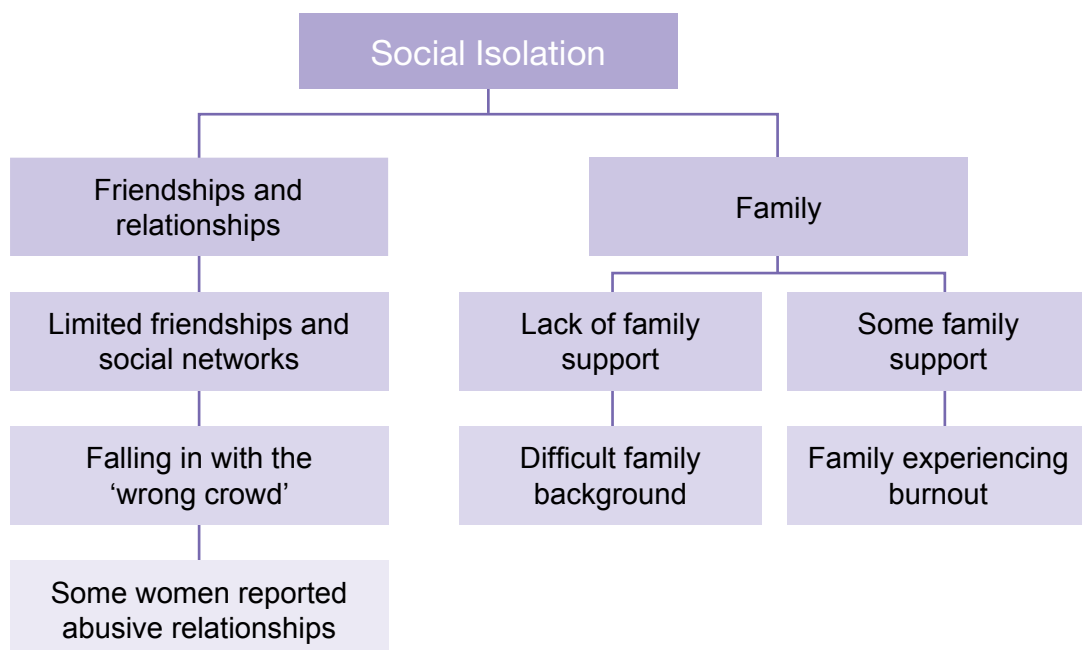 Social Isolation
Friendships and
relationships
Family
Limited friendships and
social networks
Lack of family
support
Some family
support
Falling in with the
‘wrong crowd’
Difficult family
background
Family experiencing
burnout
Some women reported
abusive relationships